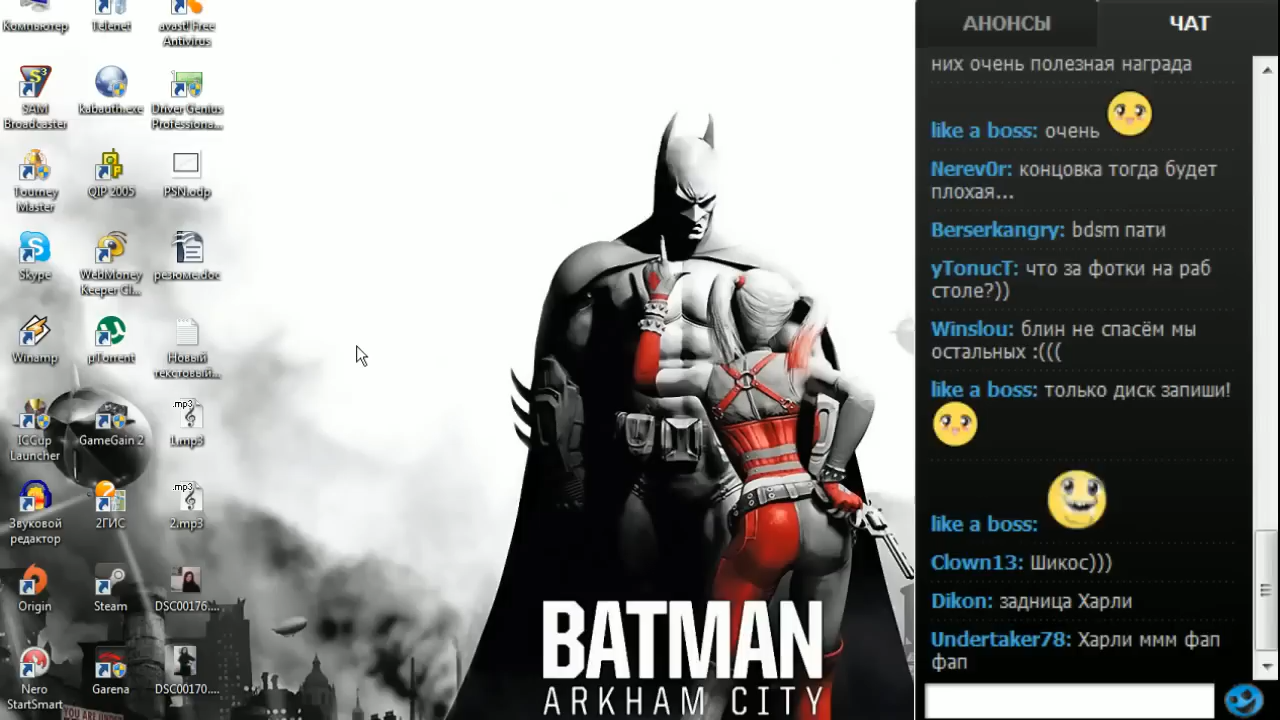 Компьютер
Telenet
avast! Free
Antivirus
SAM
Broadcaster
kabauth.exe
Driver Genius
Professiona...
Tourney
Master
QIP 2005
PSN.odp
Skype
WebMoney
Keeper Cl...
резюме.doc
Winamp
µTorrent
Новый
текстовый...
ICCup
Launcher
GameGain 2
.mp3
1.mp3
Звуковой
редактор
2ГИС
.mp3
2.mp3
Origin
Steam
DSC00176....
Nero
StartSmart
Garena
DSC00170....
BATMAN
ARKHAM CITY
АНОНСЫ
ЧАТ
них очень полезная награда
like a boss: очень
Nerev0r: концовка тогда будет
плохая...
Berserkangry: bdsm пати
yTonucT: что за фотки на раб
столе?))
Winslou: блин не спасём мы
остальных :(((
like a boss: только диск запиши!
like a boss:
Clown13: Шикос)))
Dikon: задница Харли
Undertaker78: Харли ммм фап
фап